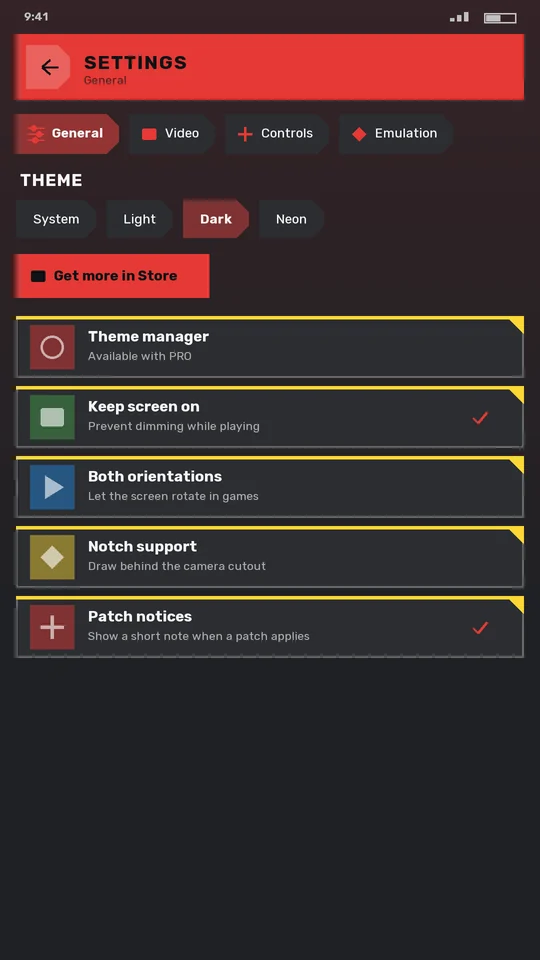 9:41
SETTINGS
General
General
Video
Controls
Emulation
THEME
System
Light
Dark
Neon
Get more in Store
Theme manager
Available with PRO
Keep screen on
Prevent dimming while playing
Both orientations
Let the screen rotate in games
Notch support
Draw behind the camera cutout
Patch notices
Show a short note when a patch applies